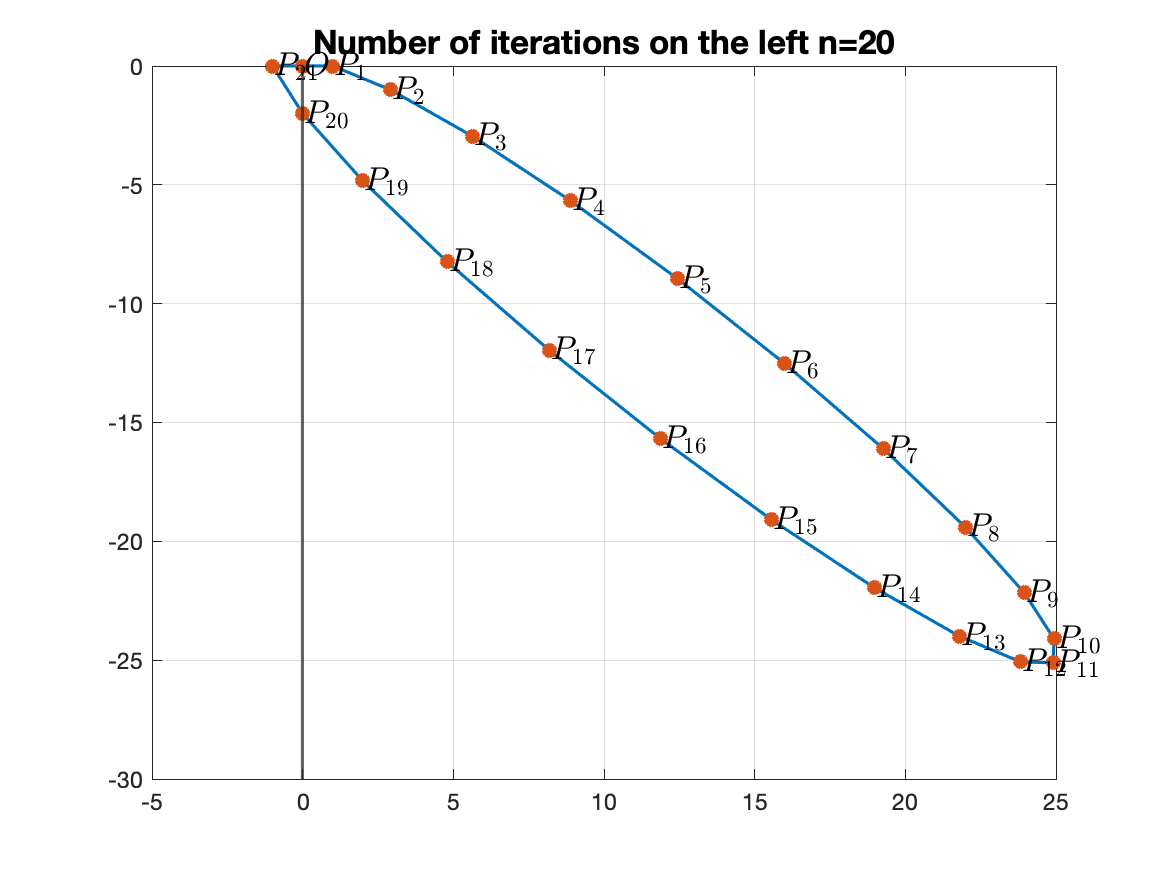 Number of iterations on the left n=20
0
-5
-10
-15
-20
-25
-30
-5 0 5 10 15 20 25
P21
O
P1
P2
P3
P4
P5
P6
P7
P8
P9
P10
P11
P12
P13
P14
P15
P16
P17
P18
P19
P20